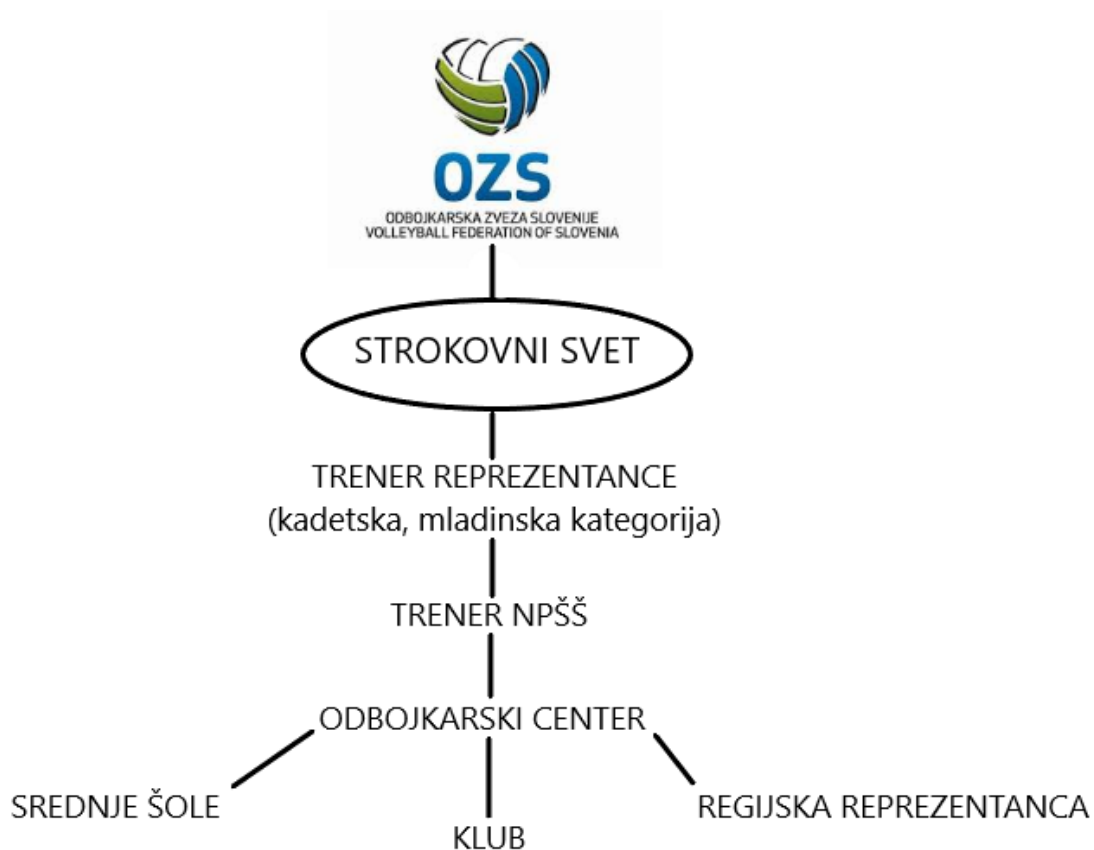 OZS
ODBOJKARSKA ZVEZA SLOVENIJE
VOLLEYBALL FEDERATION OF SLOVENIA
STROKOVNI SVET
TRENER REPREZENTANCE
(kadetska, mladinska kategorija)
TRENER NPŠŠ
ODBOJKARSKI CENTER
SREDNJE ŠOLE
KLUB
REGIJSKA REPREZENTANCA